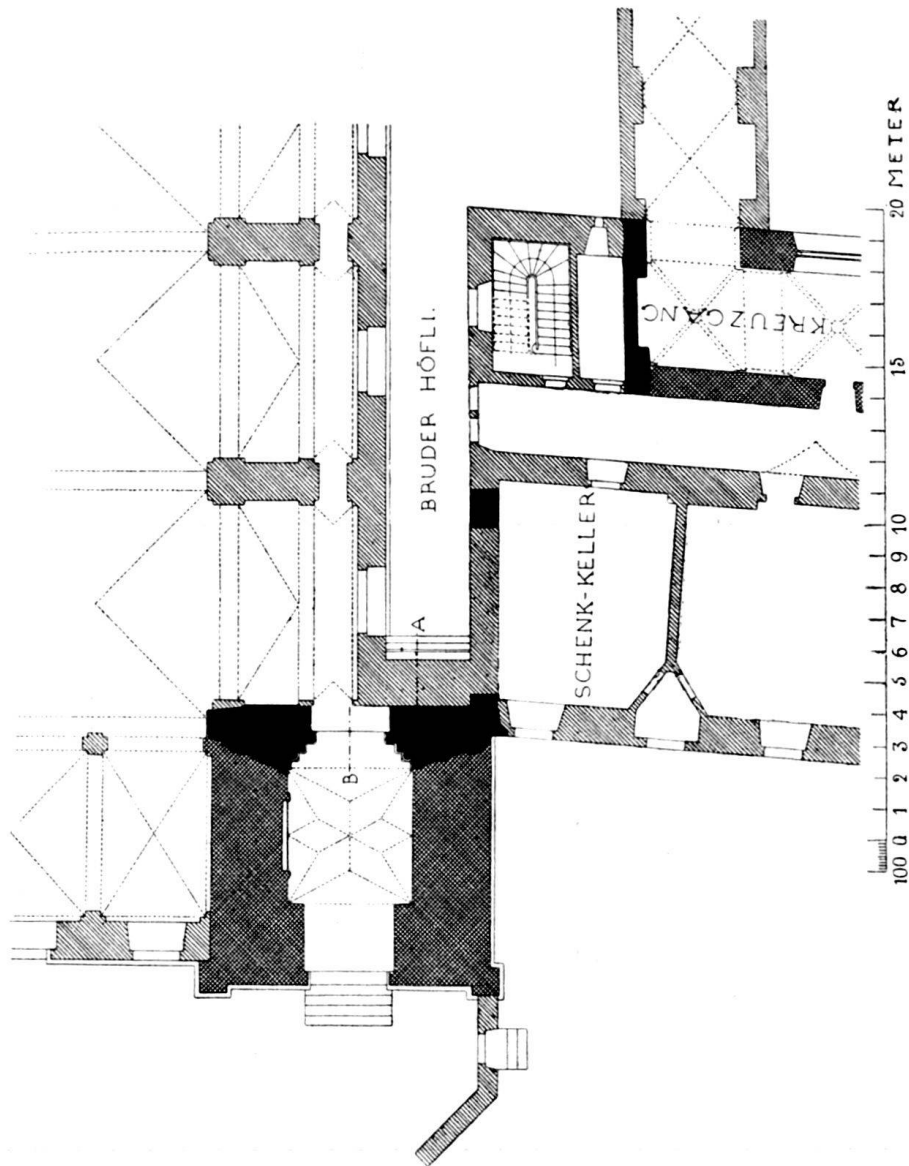 BRUDER HÖFLI.
A
B
SCHENK-KELLER
KREUZGANG
100 0 1 2 3 4 5 6 7 8 9 10 15 20 METER